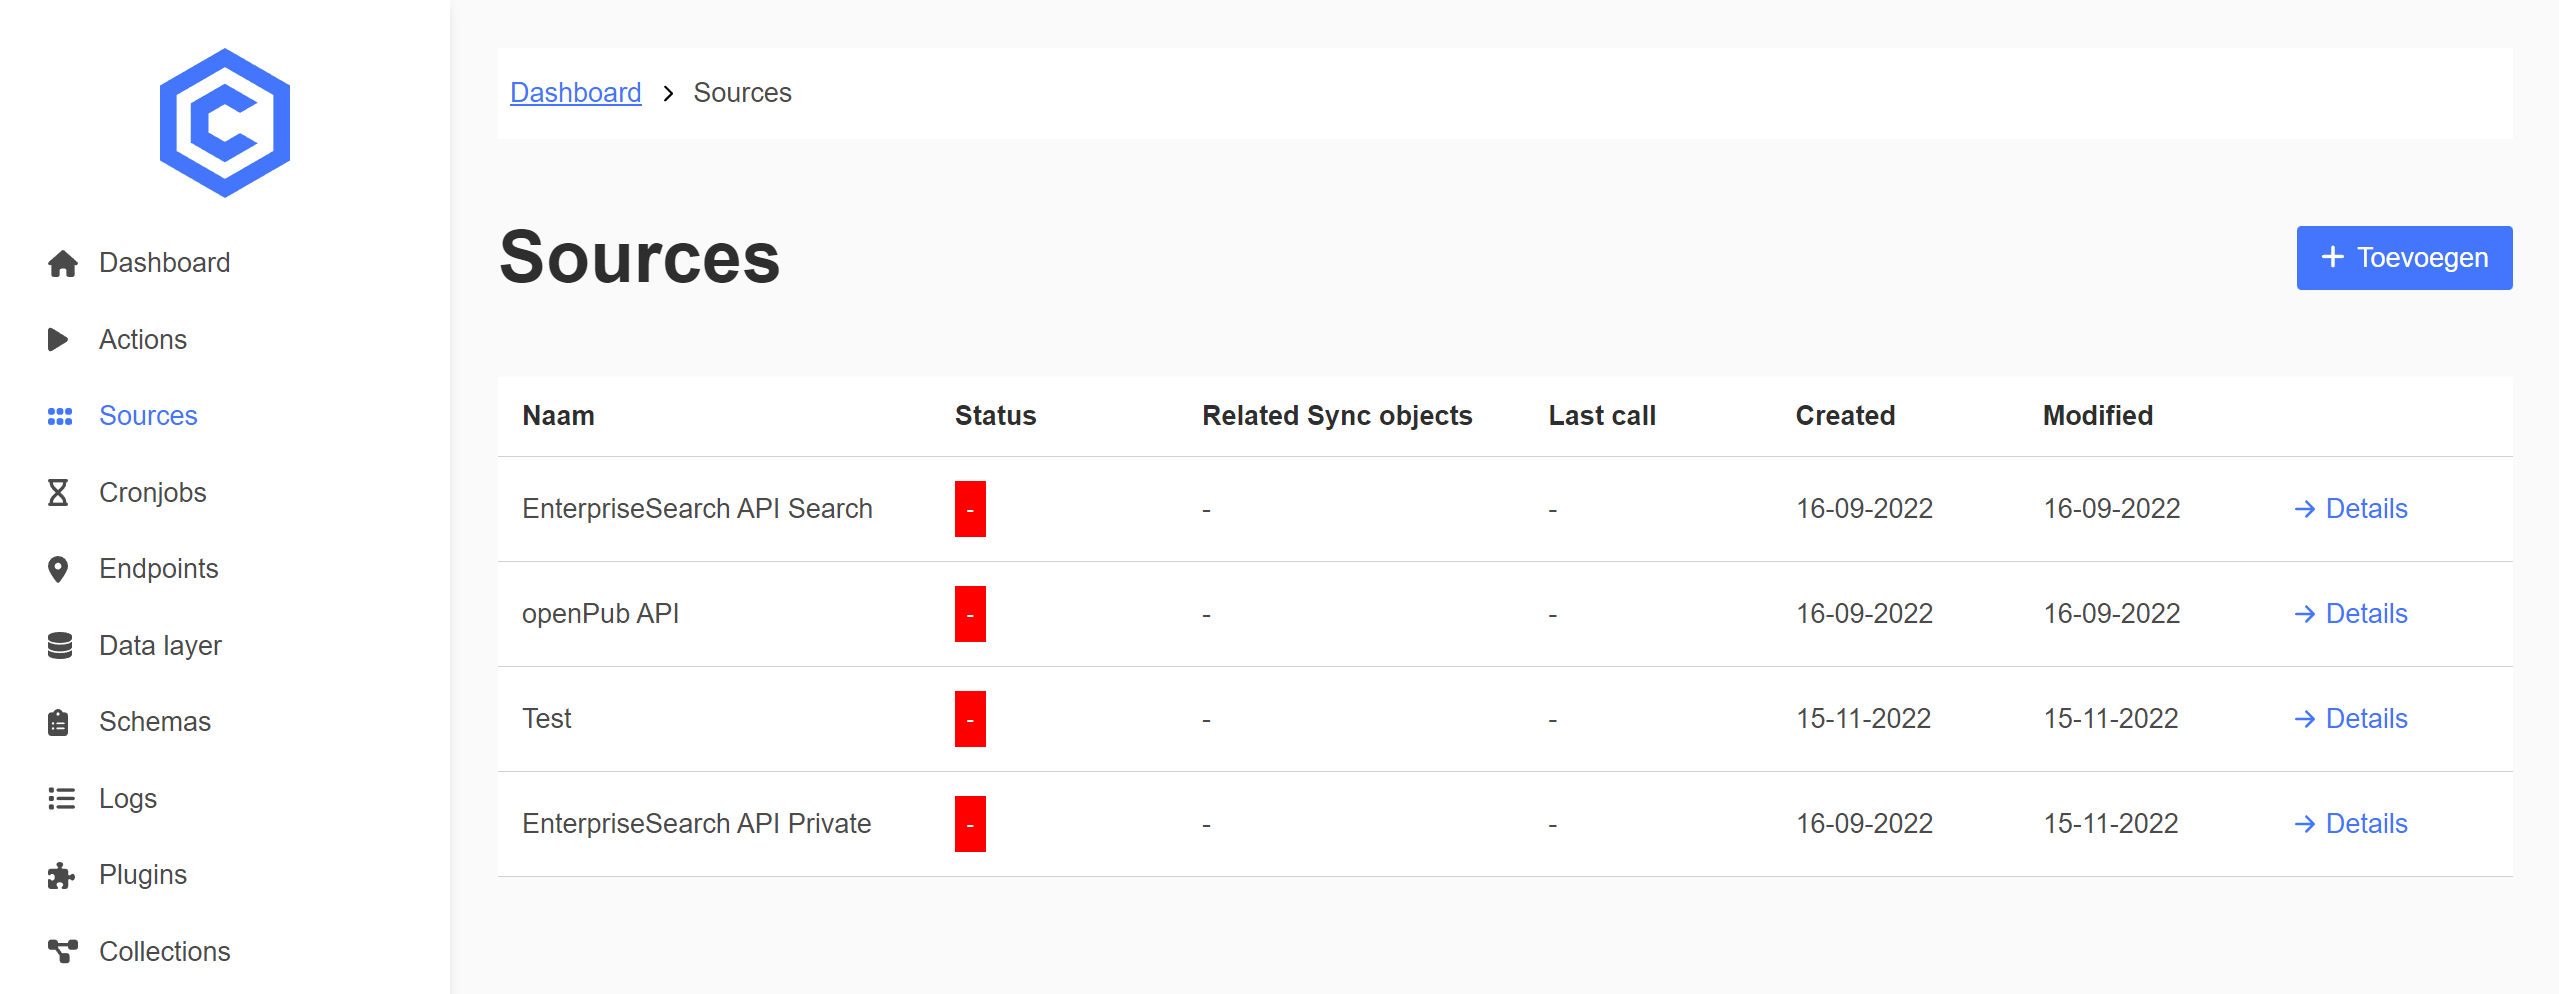 Dashboard
Actions
Sources
Cronjobs
Endpoints
Data layer
Schemas
Logs
Plugins
Collections
Dashboard > Sources
Sources
+ Toevoegen
Naam Status Related Sync objects Last call Created Modified
EnterpriseSearch API Search - - - 16-09-2022 16-09-2022 → Details
openPub API - - - 16-09-2022 16-09-2022 → Details
Test - - - 15-11-2022 15-11-2022 → Details
EnterpriseSearch API Private - - - 16-09-2022 15-11-2022 → Details